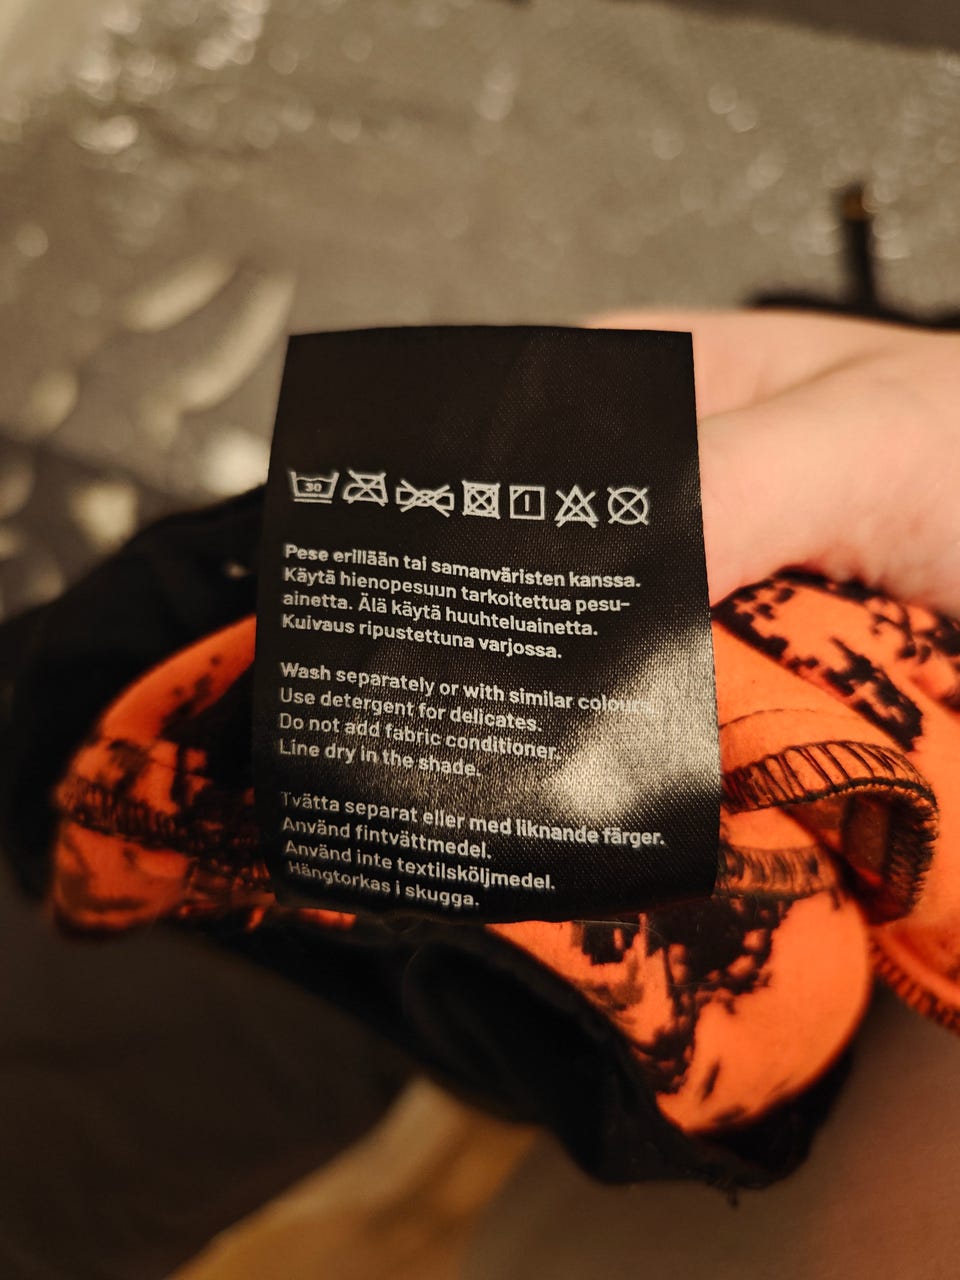 30
Pese erillään tai samanväristen kanssa.
Käytä hienopesuun tarkoitettua pesu-
ainetta. Älä käytä huuhteluainetta.
Kuivaus ripustettuna varjossa.
Wash separately or with similar colours.
Use detergent for delicates.
Do not add fabric conditioner.
Line dry in the shade.
Tvätta separat eller med liknande färger.
Använd fintvättmedel.
Använd inte textilsköljmedel.
Hängtorkas i skugga.